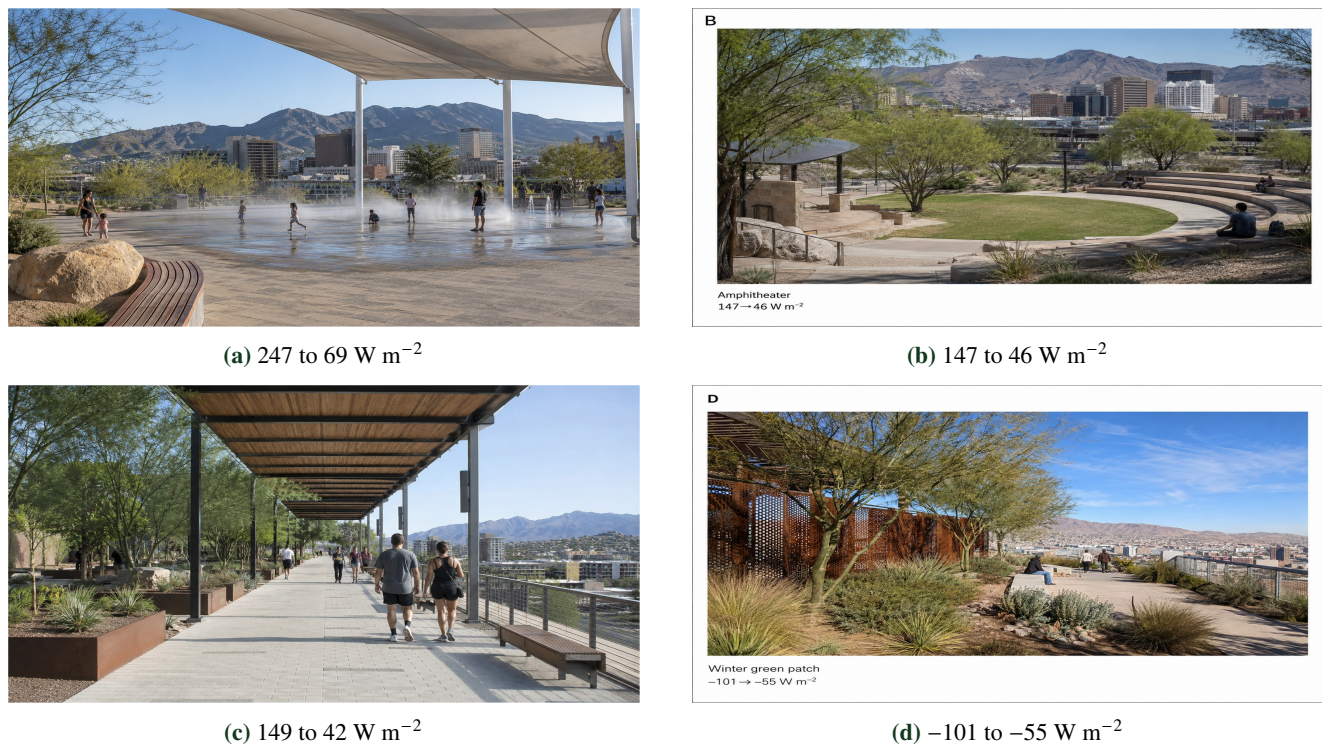 B
Amphitheater
147→46 W m⁻²
(a) 247 to 69 W m⁻²
(b) 147 to 46 W m⁻²
D
Winter green patch
−101→ −55 W m⁻²
(c) 149 to 42 W m⁻²
(d) −101 to −55 W m⁻²